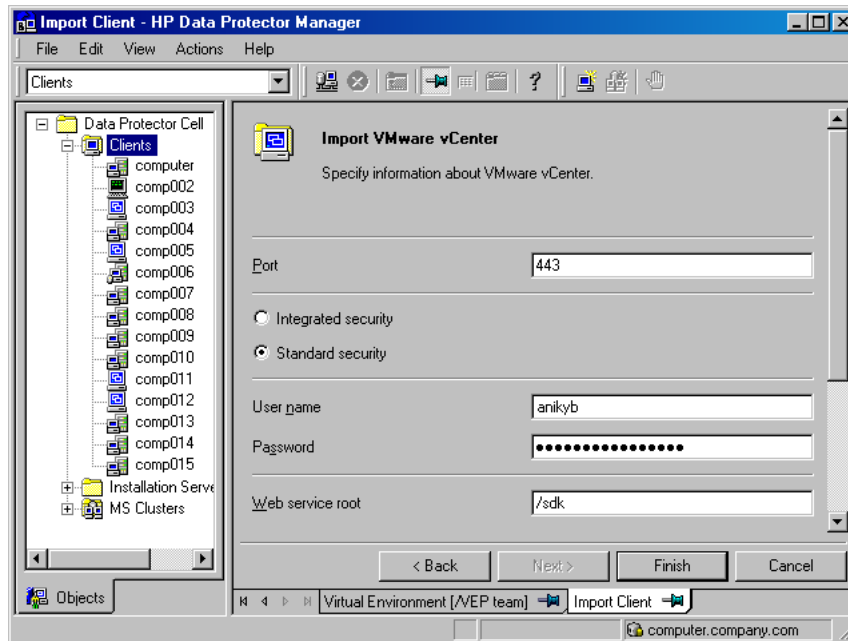 Import Client - HP Data Protector Manager
File Edit View Actions Help
Clients
?
Data Protector Cell
Clients
computer
comp002
comp003
comp004
comp005
comp006
comp007
comp008
comp009
comp010
comp011
comp012
comp013
comp014
comp015
Installation Serve
MS Clusters
Objects
Import VMware vCenter
Specify information about VMware vCenter.
Port 443
Integrated security
Standard security
User name anikyb
Password ●●●●●●●●●●●●●●●●
Web service root /sdk
< Back Next > Finish Cancel
Virtual Environment [/VEP team] Import Client
computer.company.com